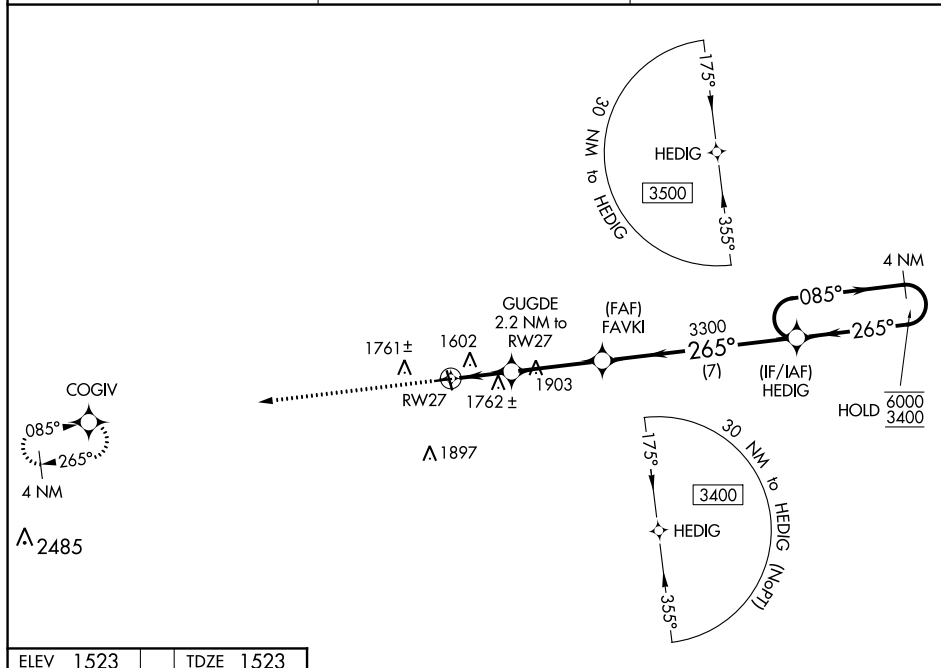 175°
30 NM to HEDIG
HEDIG
3500
355°
4 NM
085°
265°
GUGDE
2.2 NM to
RW27
(FAF)
FAVKI
3300
265°
(7)
(IF/IAF)
HEDIG
HOLD 6000
3400
1761±
1602
RW27
1762±
1903
COGIV
085°
265°
4 NM
1897
2485
175°
30 NM to HEDIG (NoPT)
3400
HEDIG
355°
ELEV 1523 TDZE 1523